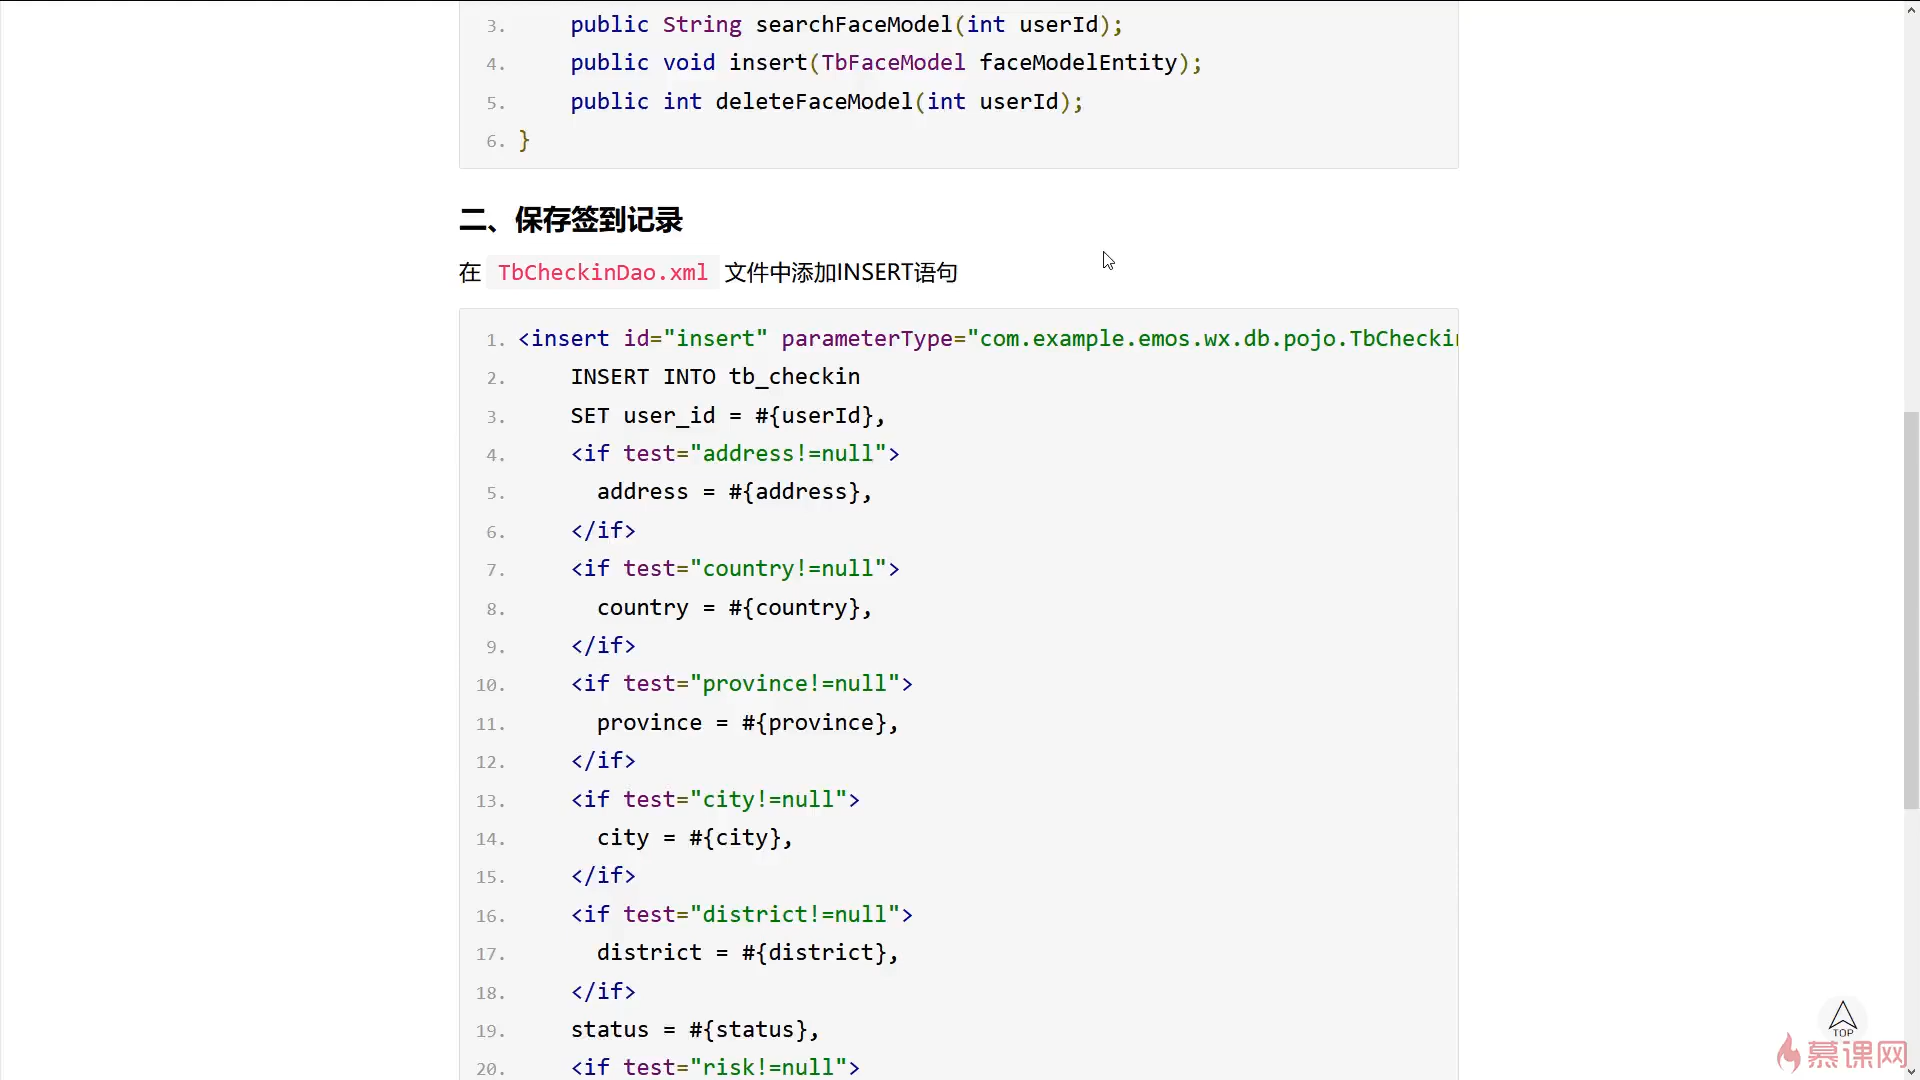 3. public String searchFaceModel(int userId);
4. public void insert(TbFaceModel faceModelEntity);
5. public int deleteFaceModel(int userId);
6. }
二、保存签到记录
在 TbCheckinDao.xml 文件中添加INSERT语句
1. <insert id="insert" parameterType="com.example.emos.wx.db.pojo.TbCheckin
2. INSERT INTO tb_checkin
3. SET user_id = #{userId},
4. <if test="address!=null">
5. address = #{address},
6. </if>
7. <if test="country!=null">
8. country = #{country},
9. </if>
10. <if test="province!=null">
11. province = #{province},
12. </if>
13. <if test="city!=null">
14. city = #{city},
15. </if>
16. <if test="district!=null">
17. district = #{district},
18. </if>
19. status = #{status},
20. <if test="risk!=null">
TOP
慕课网